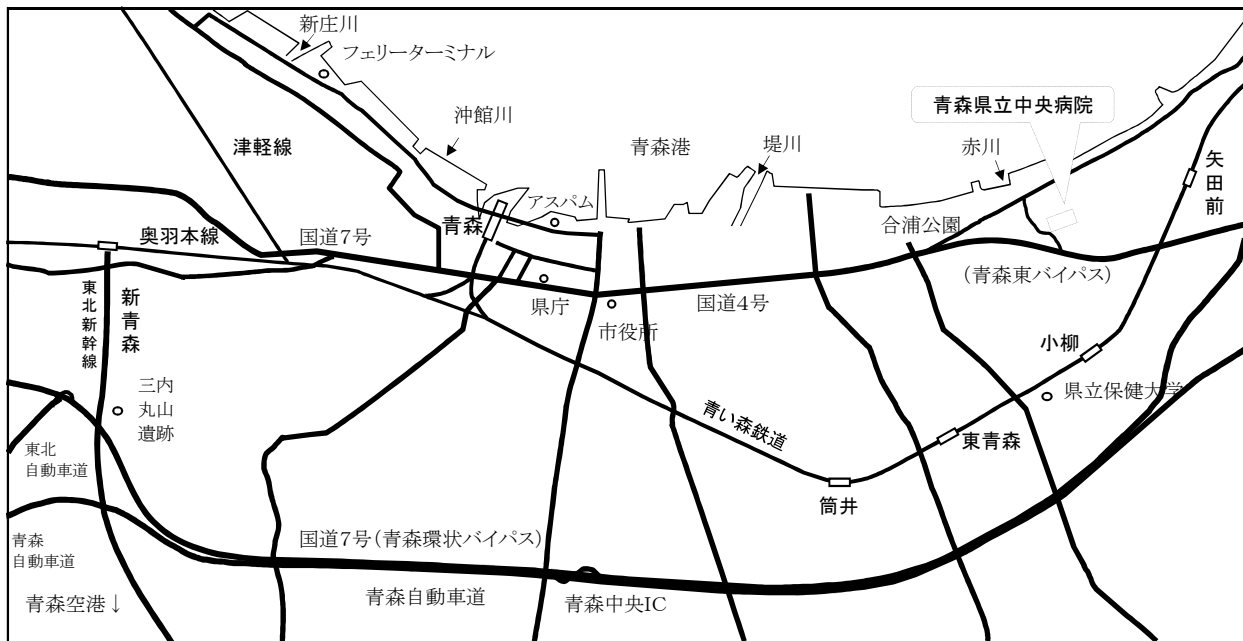 新庄川
フェリーターミナル
沖館川
津軽線
青森港
堤川
赤川
青森県立中央病院
矢田前
アスパム
青森
合浦公園
奥羽本線
国道7号
(青森東バイパス)
県庁
市役所
国道4号
東北新幹線
新青森
小柳
三内
丸山
遺跡
県立保健大学
青い森鉄道
東青森
東北
自動車道
筒井
国道7号(青森環状バイパス)
青森
自動車道
青森自動車道
青森中央IC
青森空港↓